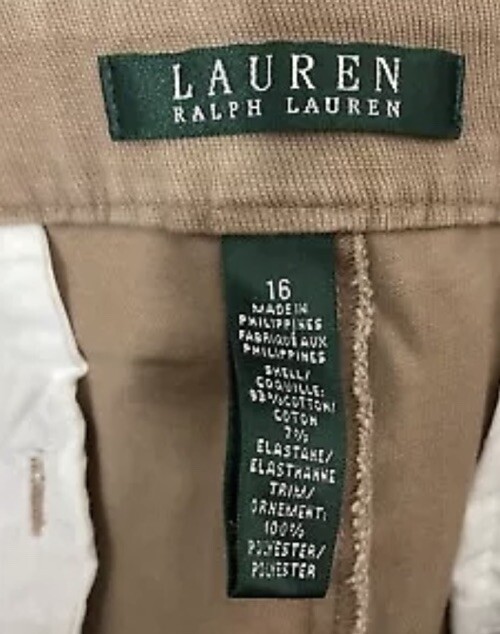 LAUREN
RALPH LAUREN
16
MADE IN
PHILIPPINES
FABRIQUÉ AUX
PHILIPPINES
SHELL/
COQUILLE:
93%COTTON/
COTON
7%
ELASTANE/
ELASTHANNE
TRIM/
ORNEMENT:
100%
POLYESTER/
POLYESTER